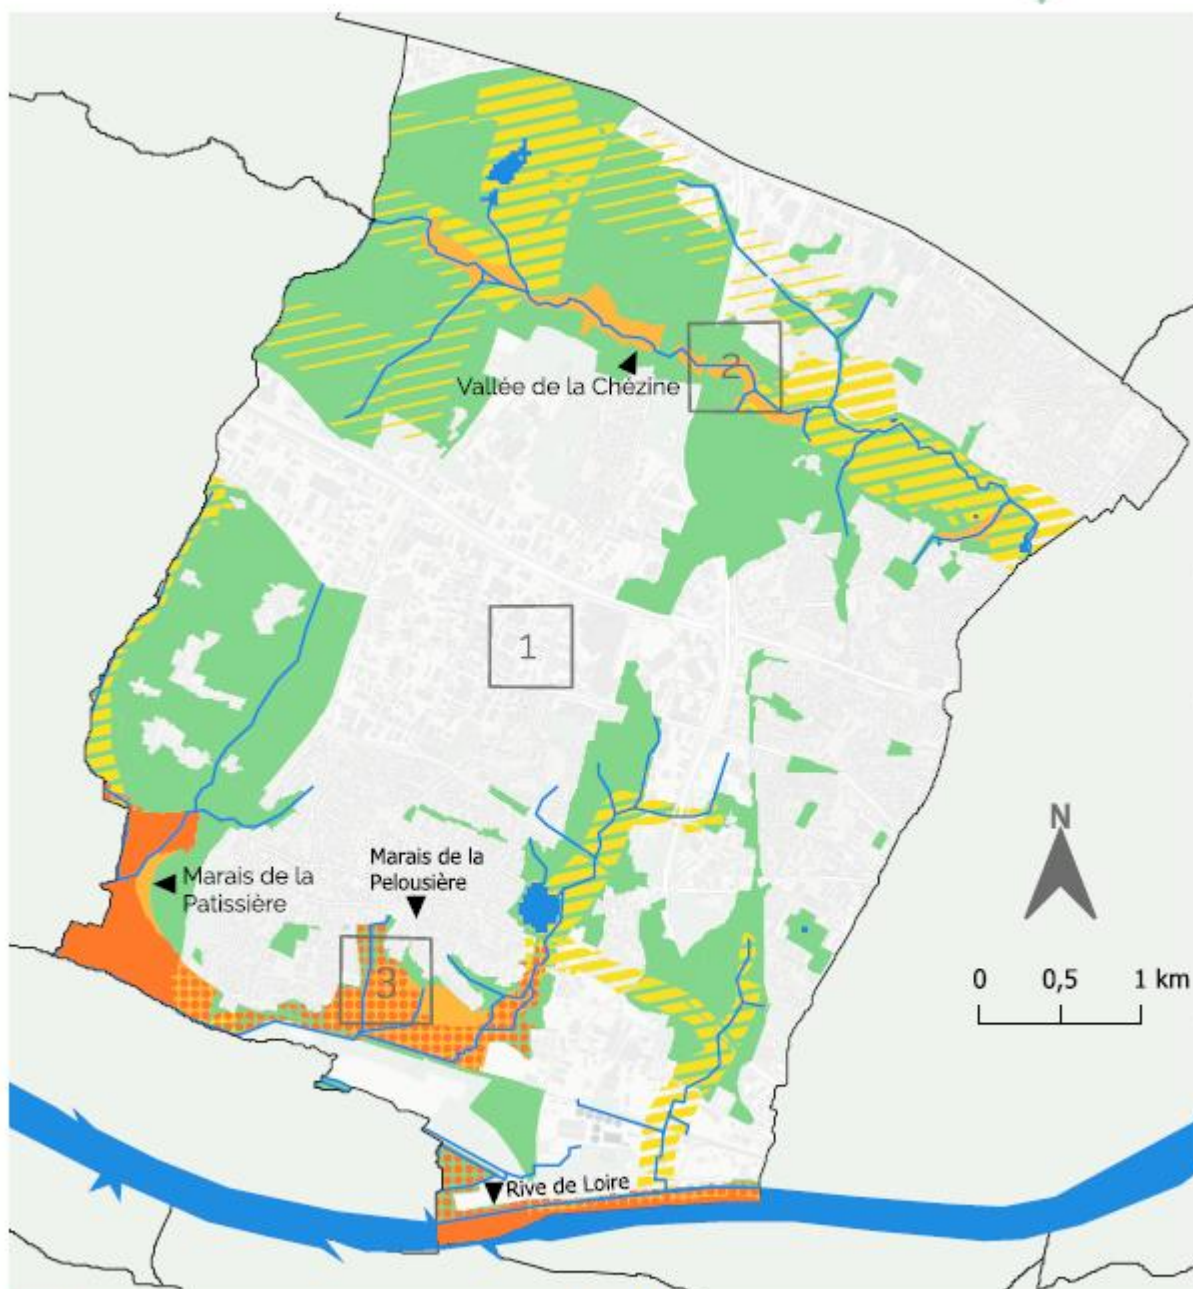 2
Vallée de la Chézine
1
N
Marais de la
Pelousière
Marais de la
Patissière
0 0,5 1 km
3
Rive de Loire